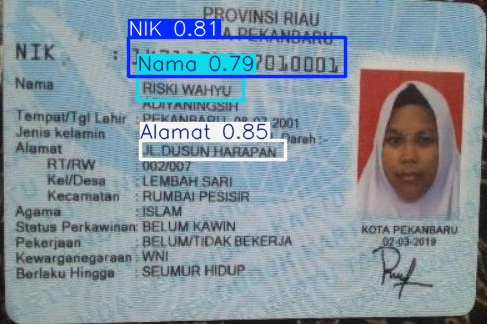 PROVINSI RIAU
NIK 0.81
KOTA PEKANBARU
NIK :
Nama 0.79
010001
Nama : RISKI WAHYU
ADIYANINGSIH
Tempat/Tgl Lahir : PEKANBARU, 08-07-2001
Alamat 0.85
Jenis kelamin Darah :-
Alamat : JL DUSUN HARAPAN
RT/RW : 002/007
Kel/Desa : LEMBAH SARI
Kecamatan : RUMBAI PESISIR
Agama : ISLAM
Status Perkawinan: BELUM KAWIN
Pekerjaan : BELUM/TIDAK BEKERJA
Kewarganegaraan : WNI
Berlaku Hingga : SEUMUR HIDUP
KOTA PEKANBARU
02-03-2019